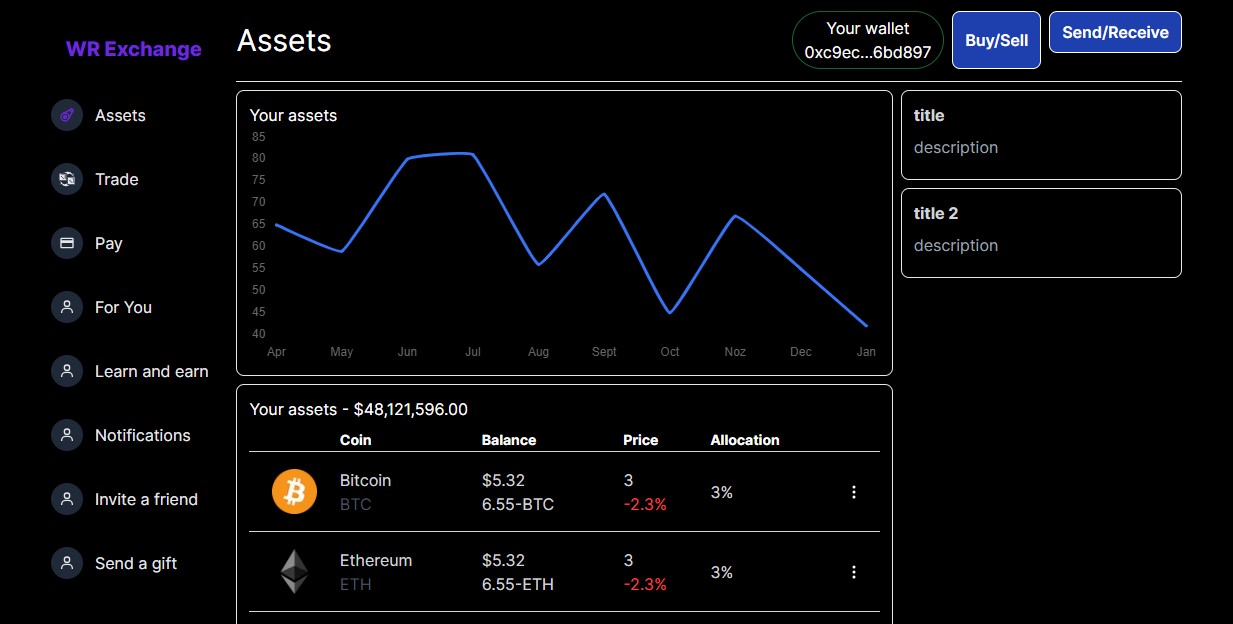 WR Exchange
Assets
Trade
Pay
For You
Learn and earn
Notifications
Invite a friend
Send a gift
Assets
Your wallet
0xc9ec...6bd897
Buy/Sell
Send/Receive
Your assets
85
80
75
70
65
60
55
50
45
40
Apr May Jun Jul Aug Sept Oct Noz Dec Jan
title
description
title 2
description
Your assets - $48,121,596.00
Coin Balance Price Allocation
Bitcoin $5.32 3
BTC 6.55-BTC -2.3%
3%
Ethereum $5.32 3
ETH 6.55-ETH -2.3%
3%